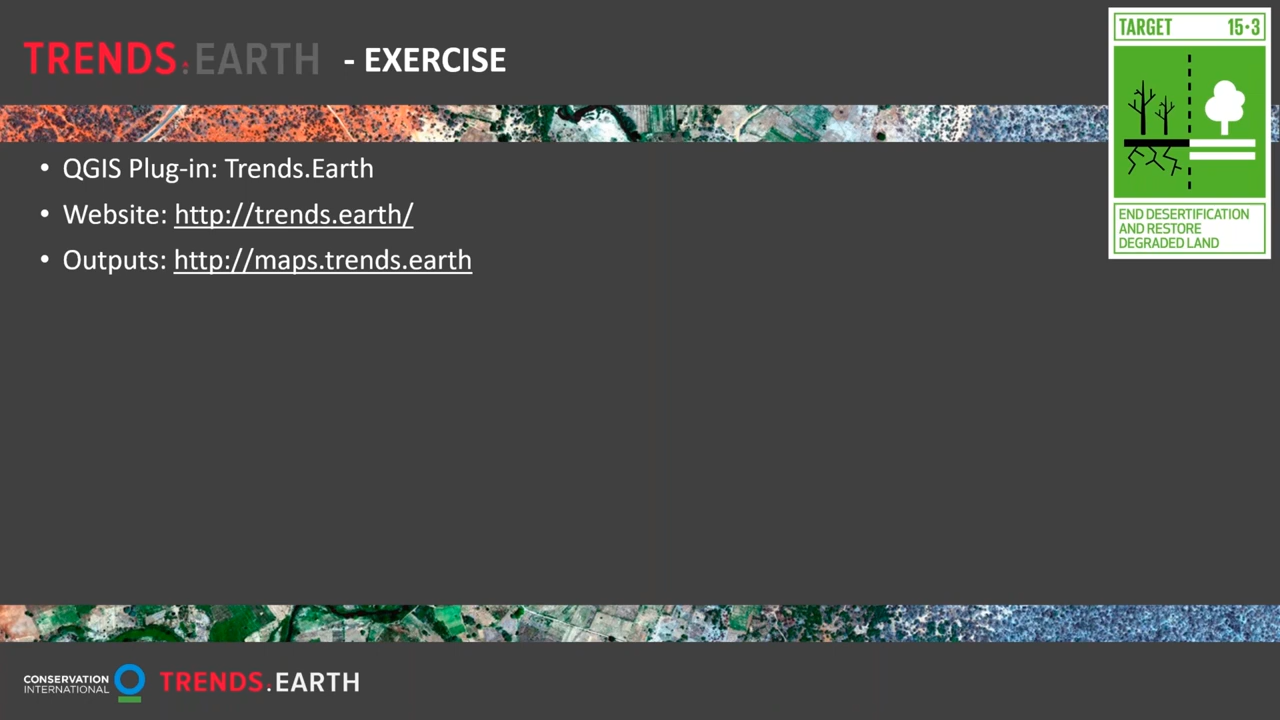 TRENDS.EARTH - EXERCISE
TARGET 15.3
END DESERTIFICATION
AND RESTORE
DEGRADED LAND
• QGIS Plug-in: Trends.Earth
• Website: http://trends.earth/
• Outputs: http://maps.trends.earth
CONSERVATION
INTERNATIONAL
TRENDS.EARTH